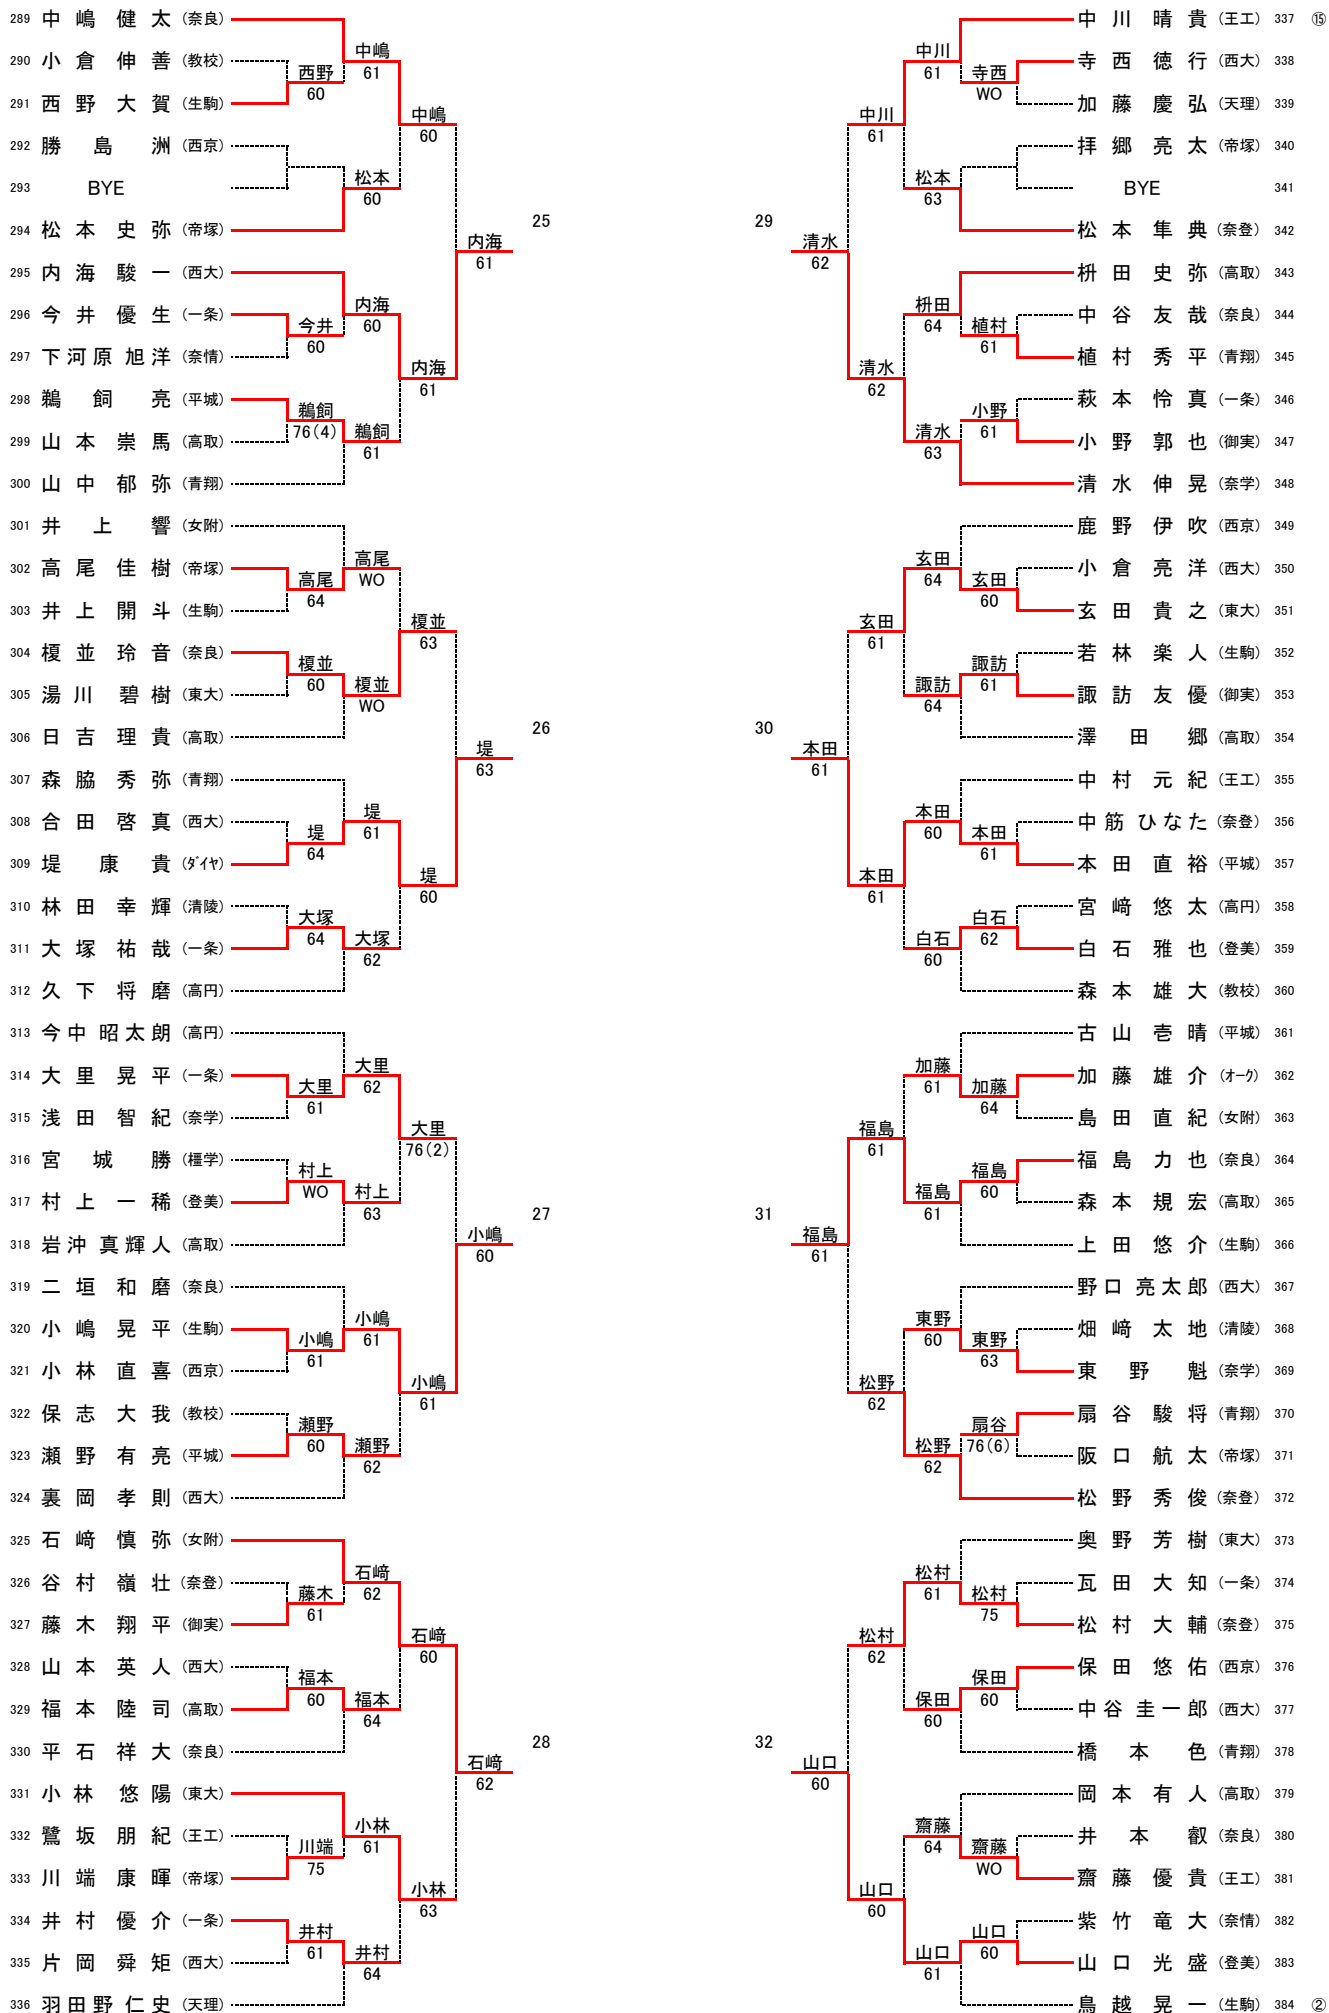 289 中嶋健太 (奈良)
290 小倉伸善 (教校)
291 西野大賀 (生駒)
292 勝島洲 (西京)
293 BYE
294 松本史弥 (帝塚)
295 内海駿一 (西大)
296 今井優生 (一条)
297 下河原旭洋 (奈情)
298 鵜飼亮 (平城)
299 山本崇馬 (高取)
300 山中郁弥 (青翔)
西野 60
中嶋 61
松本 60
中嶋 60
今井 60
内海 60
鵜飼 76(4)
鵜飼 61
内海 61
内海 61
25
301 井上響 (女附)
302 高尾佳樹 (帝塚)
303 井上開斗 (生駒)
304 榎並玲音 (奈良)
305 湯川碧樹 (東大)
306 日吉理貴 (高取)
307 森脇秀弥 (青翔)
308 合田啓真 (西大)
309 堤康貴 (ダイヤ)
310 林田幸輝 (清陵)
311 大塚祐哉 (一条)
312 久下将磨 (高円)
高尾 64
高尾 WO
榎並 60
榎並 WO
榎並 63
堤 64
堤 61
大塚 64
大塚 62
堤 60
堤 63
26
313 今中昭太朗 (高円)
314 大里晃平 (一条)
315 浅田智紀 (奈学)
316 宮城勝 (橿学)
317 村上一稀 (登美)
318 岩沖真輝人 (高取)
319 二垣和磨 (奈良)
320 小嶋晃平 (生駒)
321 小林直喜 (西京)
322 保志大我 (教校)
323 瀬野有亮 (平城)
324 裏岡孝則 (西大)
大里 61
大里 62
村上 WO
村上 63
大里 76(2)
小嶋 61
小嶋 61
瀬野 60
瀬野 62
小嶋 61
小嶋 60
27
325 石﨑慎弥 (女附)
326 谷村嶺壮 (奈登)
327 藤木翔平 (御実)
328 山本英人 (西大)
329 福本陸司 (高取)
330 平石祥大 (奈良)
331 小林悠陽 (東大)
332 鷺坂朋紀 (王工)
333 川端康暉 (帝塚)
334 井村優介 (一条)
335 片岡舜矩 (西大)
336 羽田野仁史 (天理)
藤木 61
石﨑 62
福本 60
福本 64
石﨑 60
川端 75
小林 61
井村 61
井村 64
小林 63
石﨑 62
28
中川晴貴 (王工) 337 ⑮
寺西徳行 (西大) 338
加藤慶弘 (天理) 339
拝郷亮太 (帝塚) 340
BYE 341
松本隼典 (奈登) 342
枡田史弥 (高取) 343
中谷友哉 (奈良) 344
植村秀平 (青翔) 345
萩本怜真 (一条) 346
小野郭也 (御実) 347
清水伸晃 (奈学) 348
寺西 WO
中川 61
松本 63
中川 61
植村 61
枡田 64
小野 61
清水 63
清水 62
清水 62
29
鹿野伊吹 (西京) 349
小倉亮洋 (西大) 350
玄田貴之 (東大) 351
若林楽人 (生駒) 352
諏訪友優 (御実) 353
澤田郷 (高取) 354
中村元紀 (王工) 355
中筋ひなた (奈登) 356
本田直裕 (平城) 357
宮﨑悠太 (高円) 358
白石雅也 (登美) 359
森本雄大 (教校) 360
玄田 60
玄田 64
諏訪 61
諏訪 64
玄田 61
本田 61
本田 60
白石 62
白石 60
本田 61
本田 61
30
古山壱晴 (平城) 361
加藤雄介 (オーク) 362
島田直紀 (女附) 363
福島力也 (奈良) 364
森本規宏 (高取) 365
上田悠介 (生駒) 366
野口亮太郎 (西大) 367
畑﨑太地 (清陵) 368
東野魁 (奈学) 369
扇谷駿将 (青翔) 370
阪口航太 (帝塚) 371
松野秀俊 (奈登) 372
加藤 64
加藤 61
福島 60
福島 61
福島 61
東野 63
東野 60
扇谷 76(6)
松野 62
松野 62
福島 61
31
奥野芳樹 (東大) 373
瓦田大知 (一条) 374
松村大輔 (奈登) 375
保田悠佑 (西京) 376
中谷圭一郎 (西大) 377
橋本色 (青翔) 378
岡本有人 (高取) 379
井本叡 (奈良) 380
齋藤優貴 (王工) 381
紫竹竜大 (奈情) 382
山口光盛 (登美) 383
鳥越晃一 (生駒) 384 ②
松村 75
松村 61
保田 60
保田 60
松村 62
齋藤 WO
齋藤 64
山口 60
山口 61
山口 60
山口 60
32